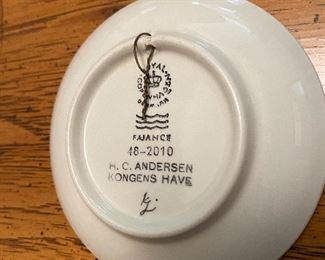 FAJANCE
48-2010
H. C. ANDERSEN
KONGENS HAVE